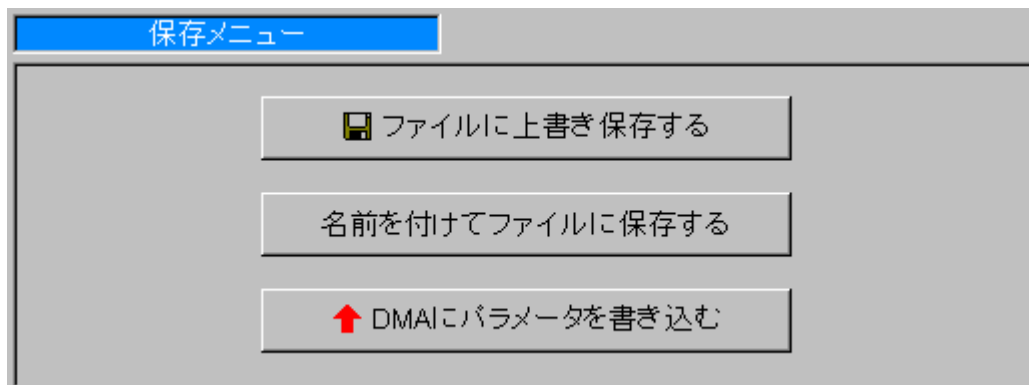 保存メニュー
ファイルに上書き保存する
名前を付けてファイルに保存する
DMAにパラメータを書き込む